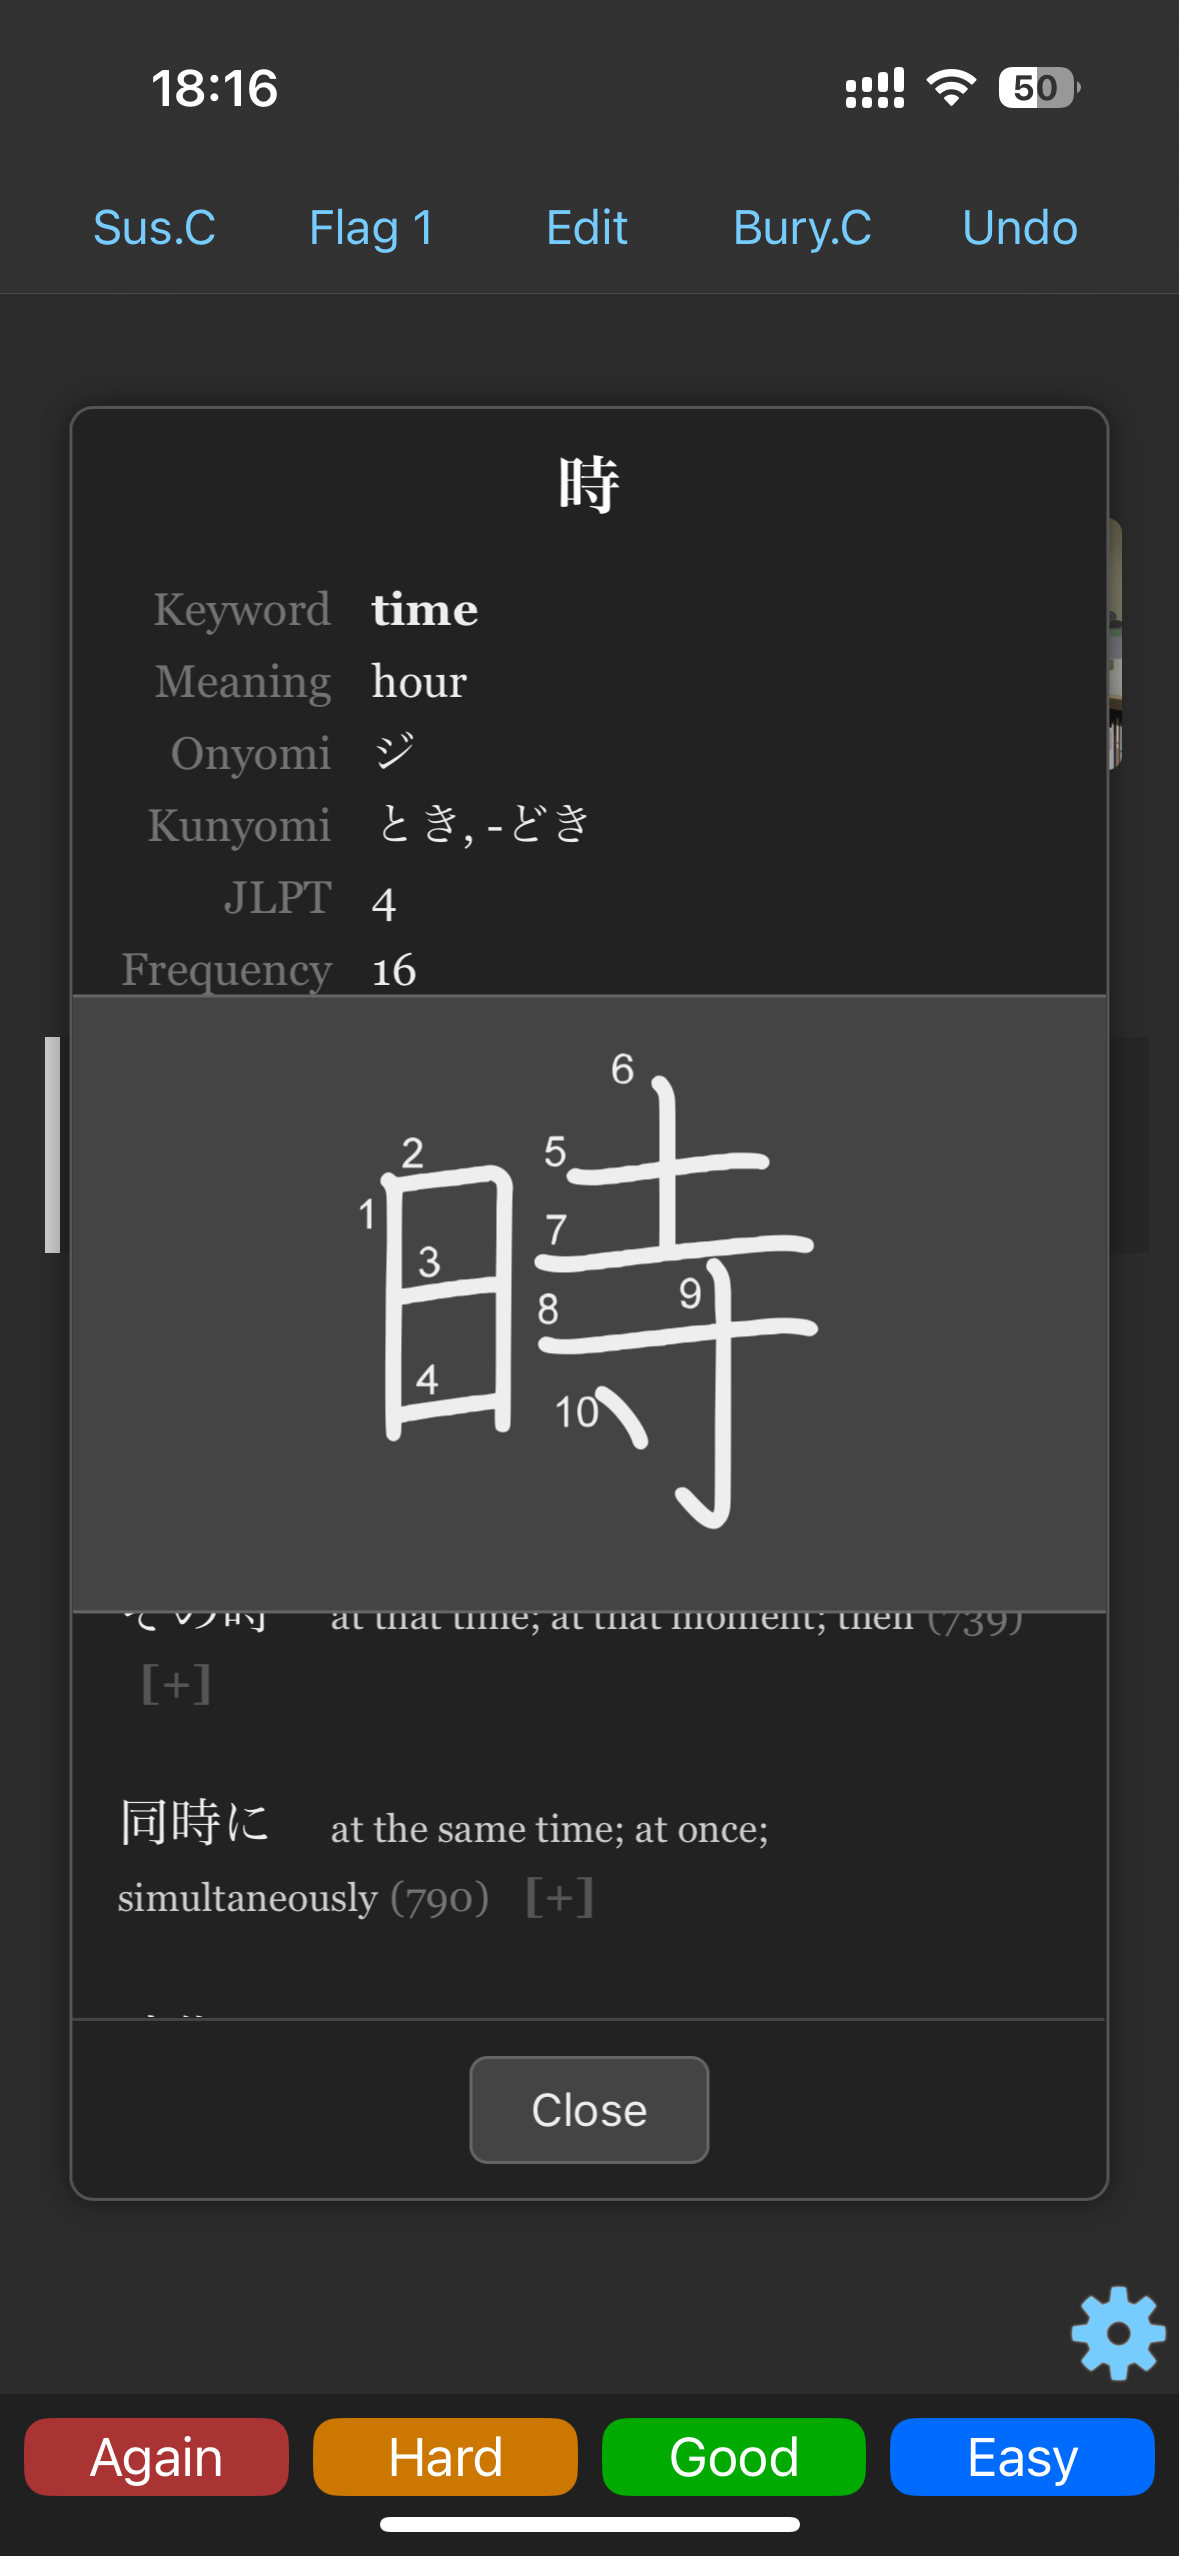 18:16 50
Sus.C Flag 1 Edit Bury.C Undo
時
Keyword time
Meaning hour
Onyomi ジ
Kunyomi とき, -どき
JLPT 4
Frequency 16
6
2 5
1 7
3 9
8
4 10
その時 at that time; at that moment; then (739)
[+]
同時に at the same time; at once;
simultaneously (790) [+]
Close
Again Hard Good Easy